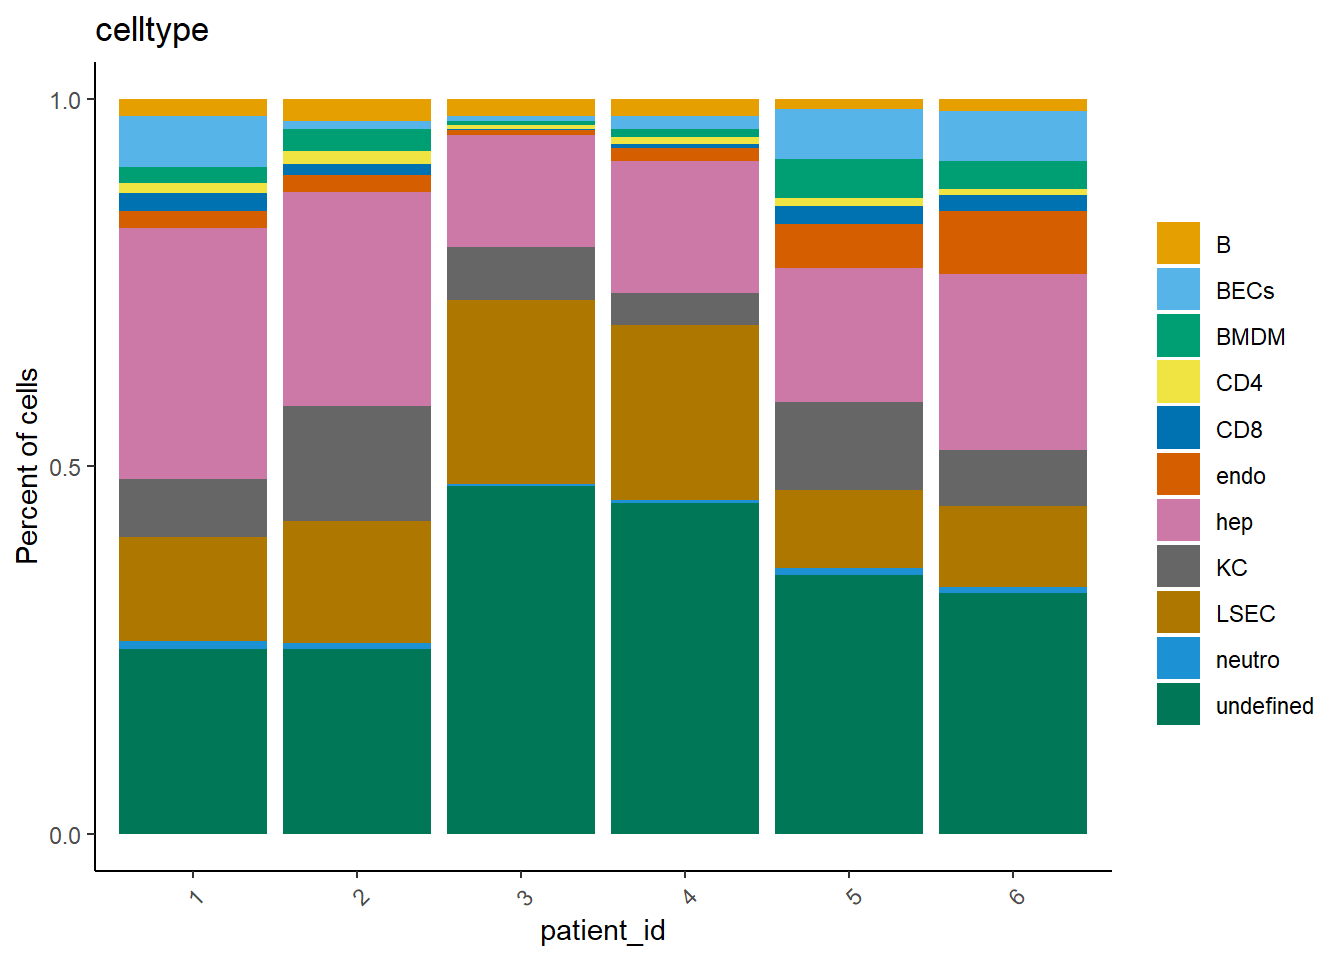 celltype
Percent of cells
1.0
0.5
0.0
1
2
3
4
5
6
patient_id
B
BECs
BMDM
CD4
CD8
endo
hep
KC
LSEC
neutro
undefined